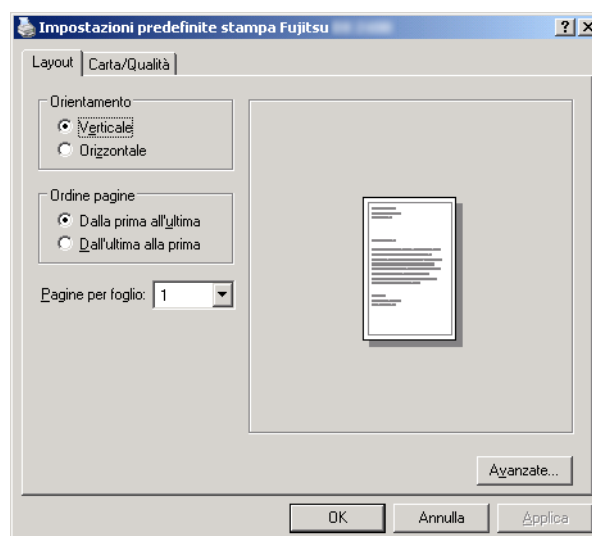 Impostazioni predefinite stampa Fujitsu
Layout
Carta/Qualità
Orientamento
Verticale
Orizzontale
Ordine pagine
Dalla prima all'ultima
Dall'ultima alla prima
Pagine per foglio: 1
Avanzate...
OK
Annulla
Applica